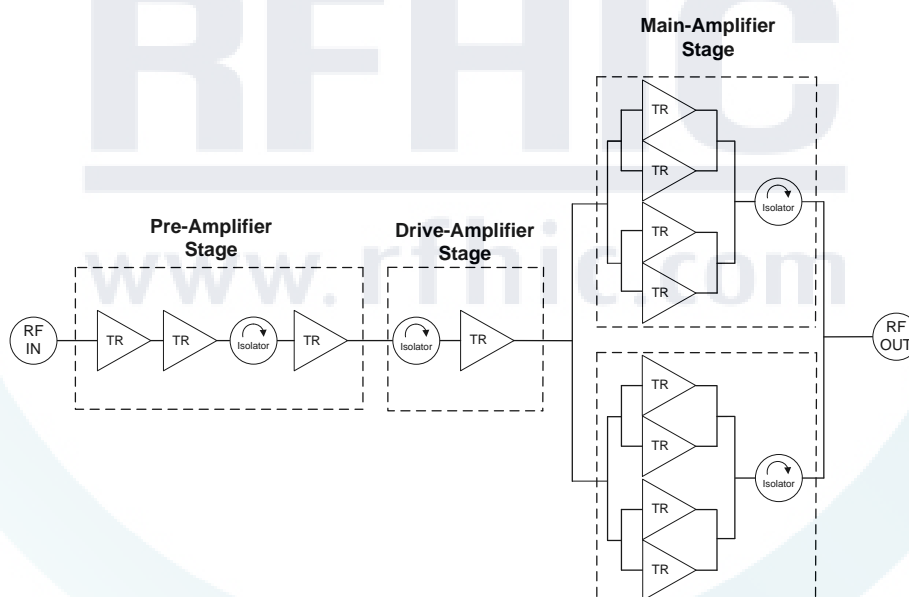 RFHIC
www.rfhic.com
Main-Amplifier
Stage
TR
TR
TR
TR
Isolator
Pre-Amplifier
Stage
Drive-Amplifier
Stage
RF
IN
TR
TR
Isolator
TR
Isolator
TR
RF
OUT
TR
TR
TR
TR
Isolator